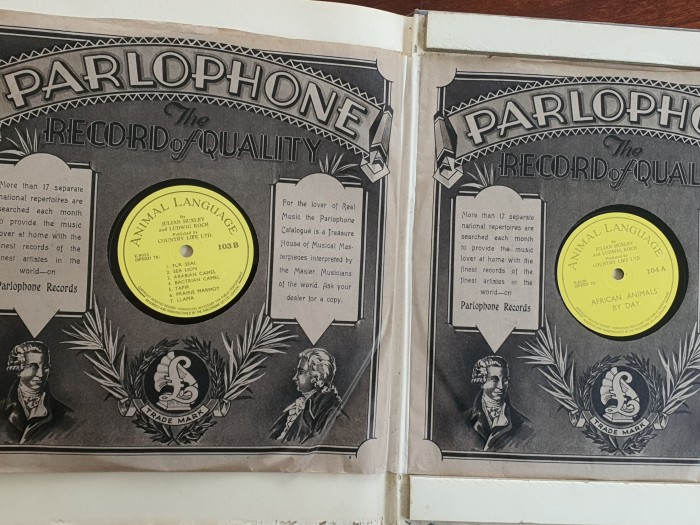 PARLOPHONE
The
RECORD of QUALITY
More than 17 separate
national repertoires are
searched each month
to provide the music
lover at home with the
finest records of the
finest artistes in the
world—on
Parlophone Records
ANIMAL LANGUAGE
By
JULIAN HUXLEY
and LUDWIG KOCH
Published by
COUNTRY LIFE LTD.
103 B
1. FUR SEAL
2. SEA LION
3. ARABIAN CAMEL
4. BACTRIAN CAMEL
5. TAPIR
6. PRAIRIE MARMOT
7. LLAMA
For the lover of Real
Music the Parlophone
Catalogue is a Treasure
House of Musical Mas-
terpieces interpreted by
the Master Musicians
of the world. Ask your
dealer for a copy.
TRADE MARK
PARLOPHO
The
RECORD of QUAL
More than 17 separate
national repertoires are
searched each month
to provide the music
lover at home with the
finest records of the
finest artistes in the
world—on
Parlophone Records
ANIMAL LANGUAGE
By
JULIAN HUXLEY
and LUDWIG KOCH
Published by
COUNTRY LIFE LTD.
104 A
AFRICAN ANIMALS
BY DAY
TRADE MARK